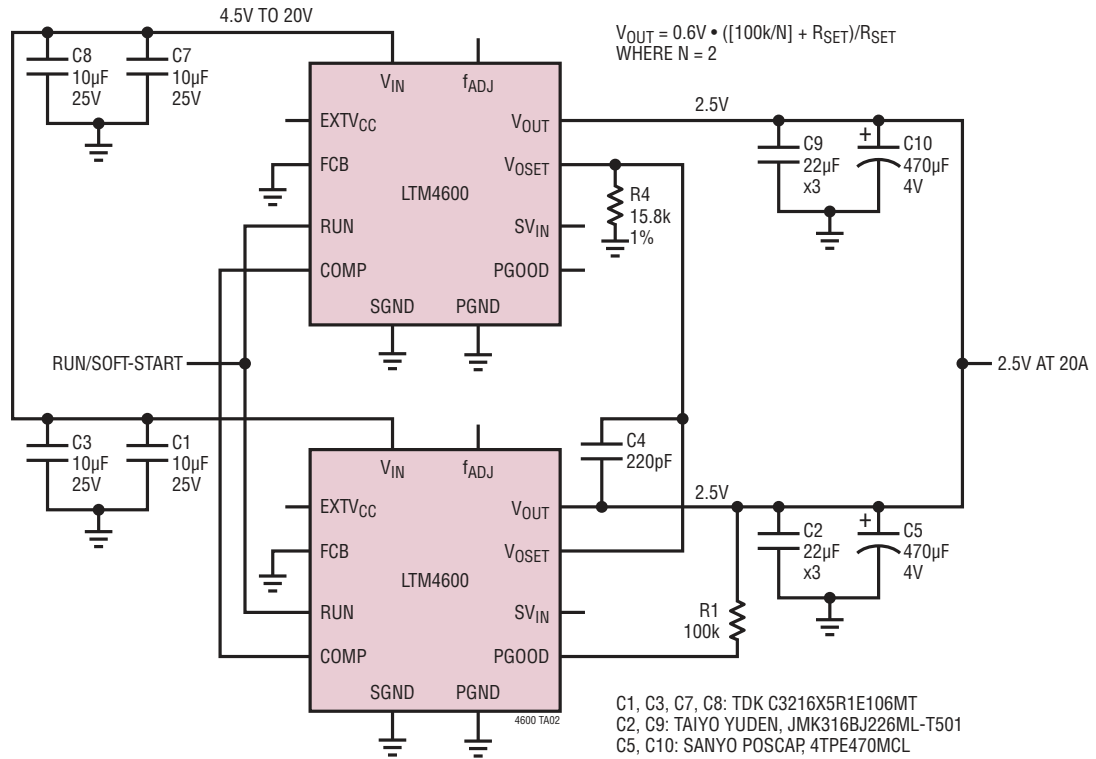 4.5V TO 20V
V_OUT = 0.6V • ([100k/N] + R_SET)/R_SET
WHERE N = 2
C8
10µF
25V
C7
10µF
25V
V_IN
f_ADJ
EXTV_CC
FCB
RUN
COMP
LTM4600
V_OUT
V_OSET
SV_IN
PGOOD
SGND
PGND
2.5V
R4
15.8k
1%
C9
22µF
x3
+
C10
470µF
4V
RUN/SOFT-START
2.5V AT 20A
C3
10µF
25V
C1
10µF
25V
V_IN
f_ADJ
EXTV_CC
FCB
RUN
COMP
LTM4600
V_OUT
V_OSET
SV_IN
PGOOD
SGND
PGND
4600 TA02
C4
220pF
2.5V
R1
100k
C2
22µF
x3
+
C5
470µF
4V
C1, C3, C7, C8: TDK C3216X5R1E106MT
C2, C9: TAIYO YUDEN, JMK316BJ226ML-T501
C5, C10: SANYO POSCAP, 4TPE470MCL